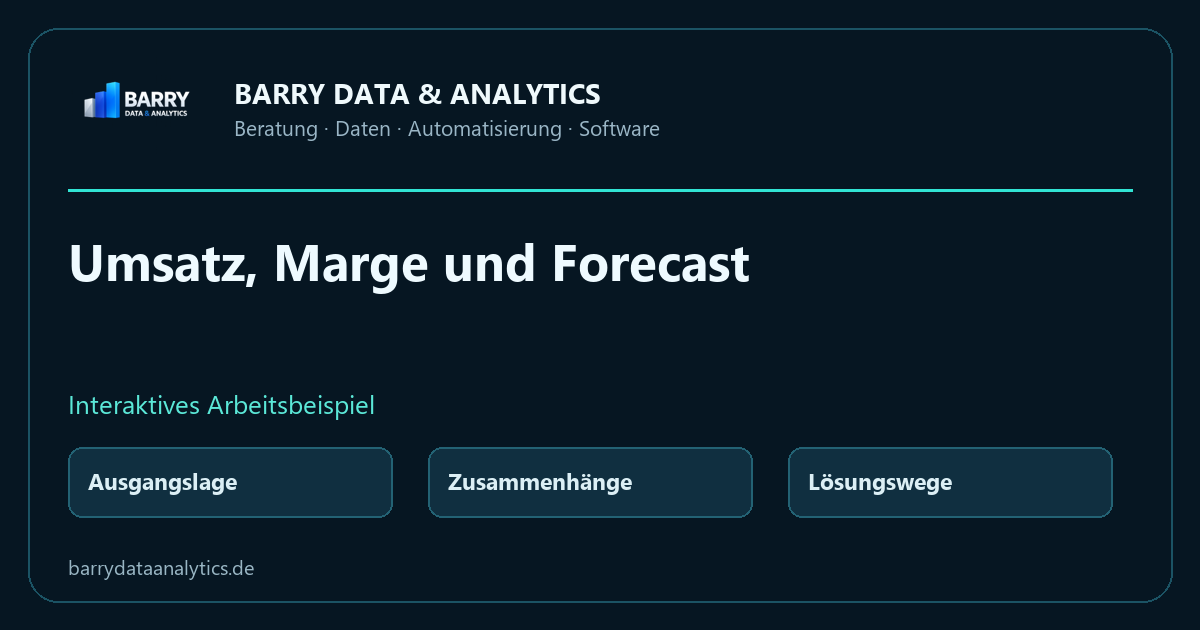 BARRY
DATA & ANALYTICS
BARRY DATA & ANALYTICS
Beratung · Daten · Automatisierung · Software
Umsatz, Marge und Forecast
Interaktives Arbeitsbeispiel
Ausgangslage
Zusammenhänge
Lösungswege
barrydataanalytics.de